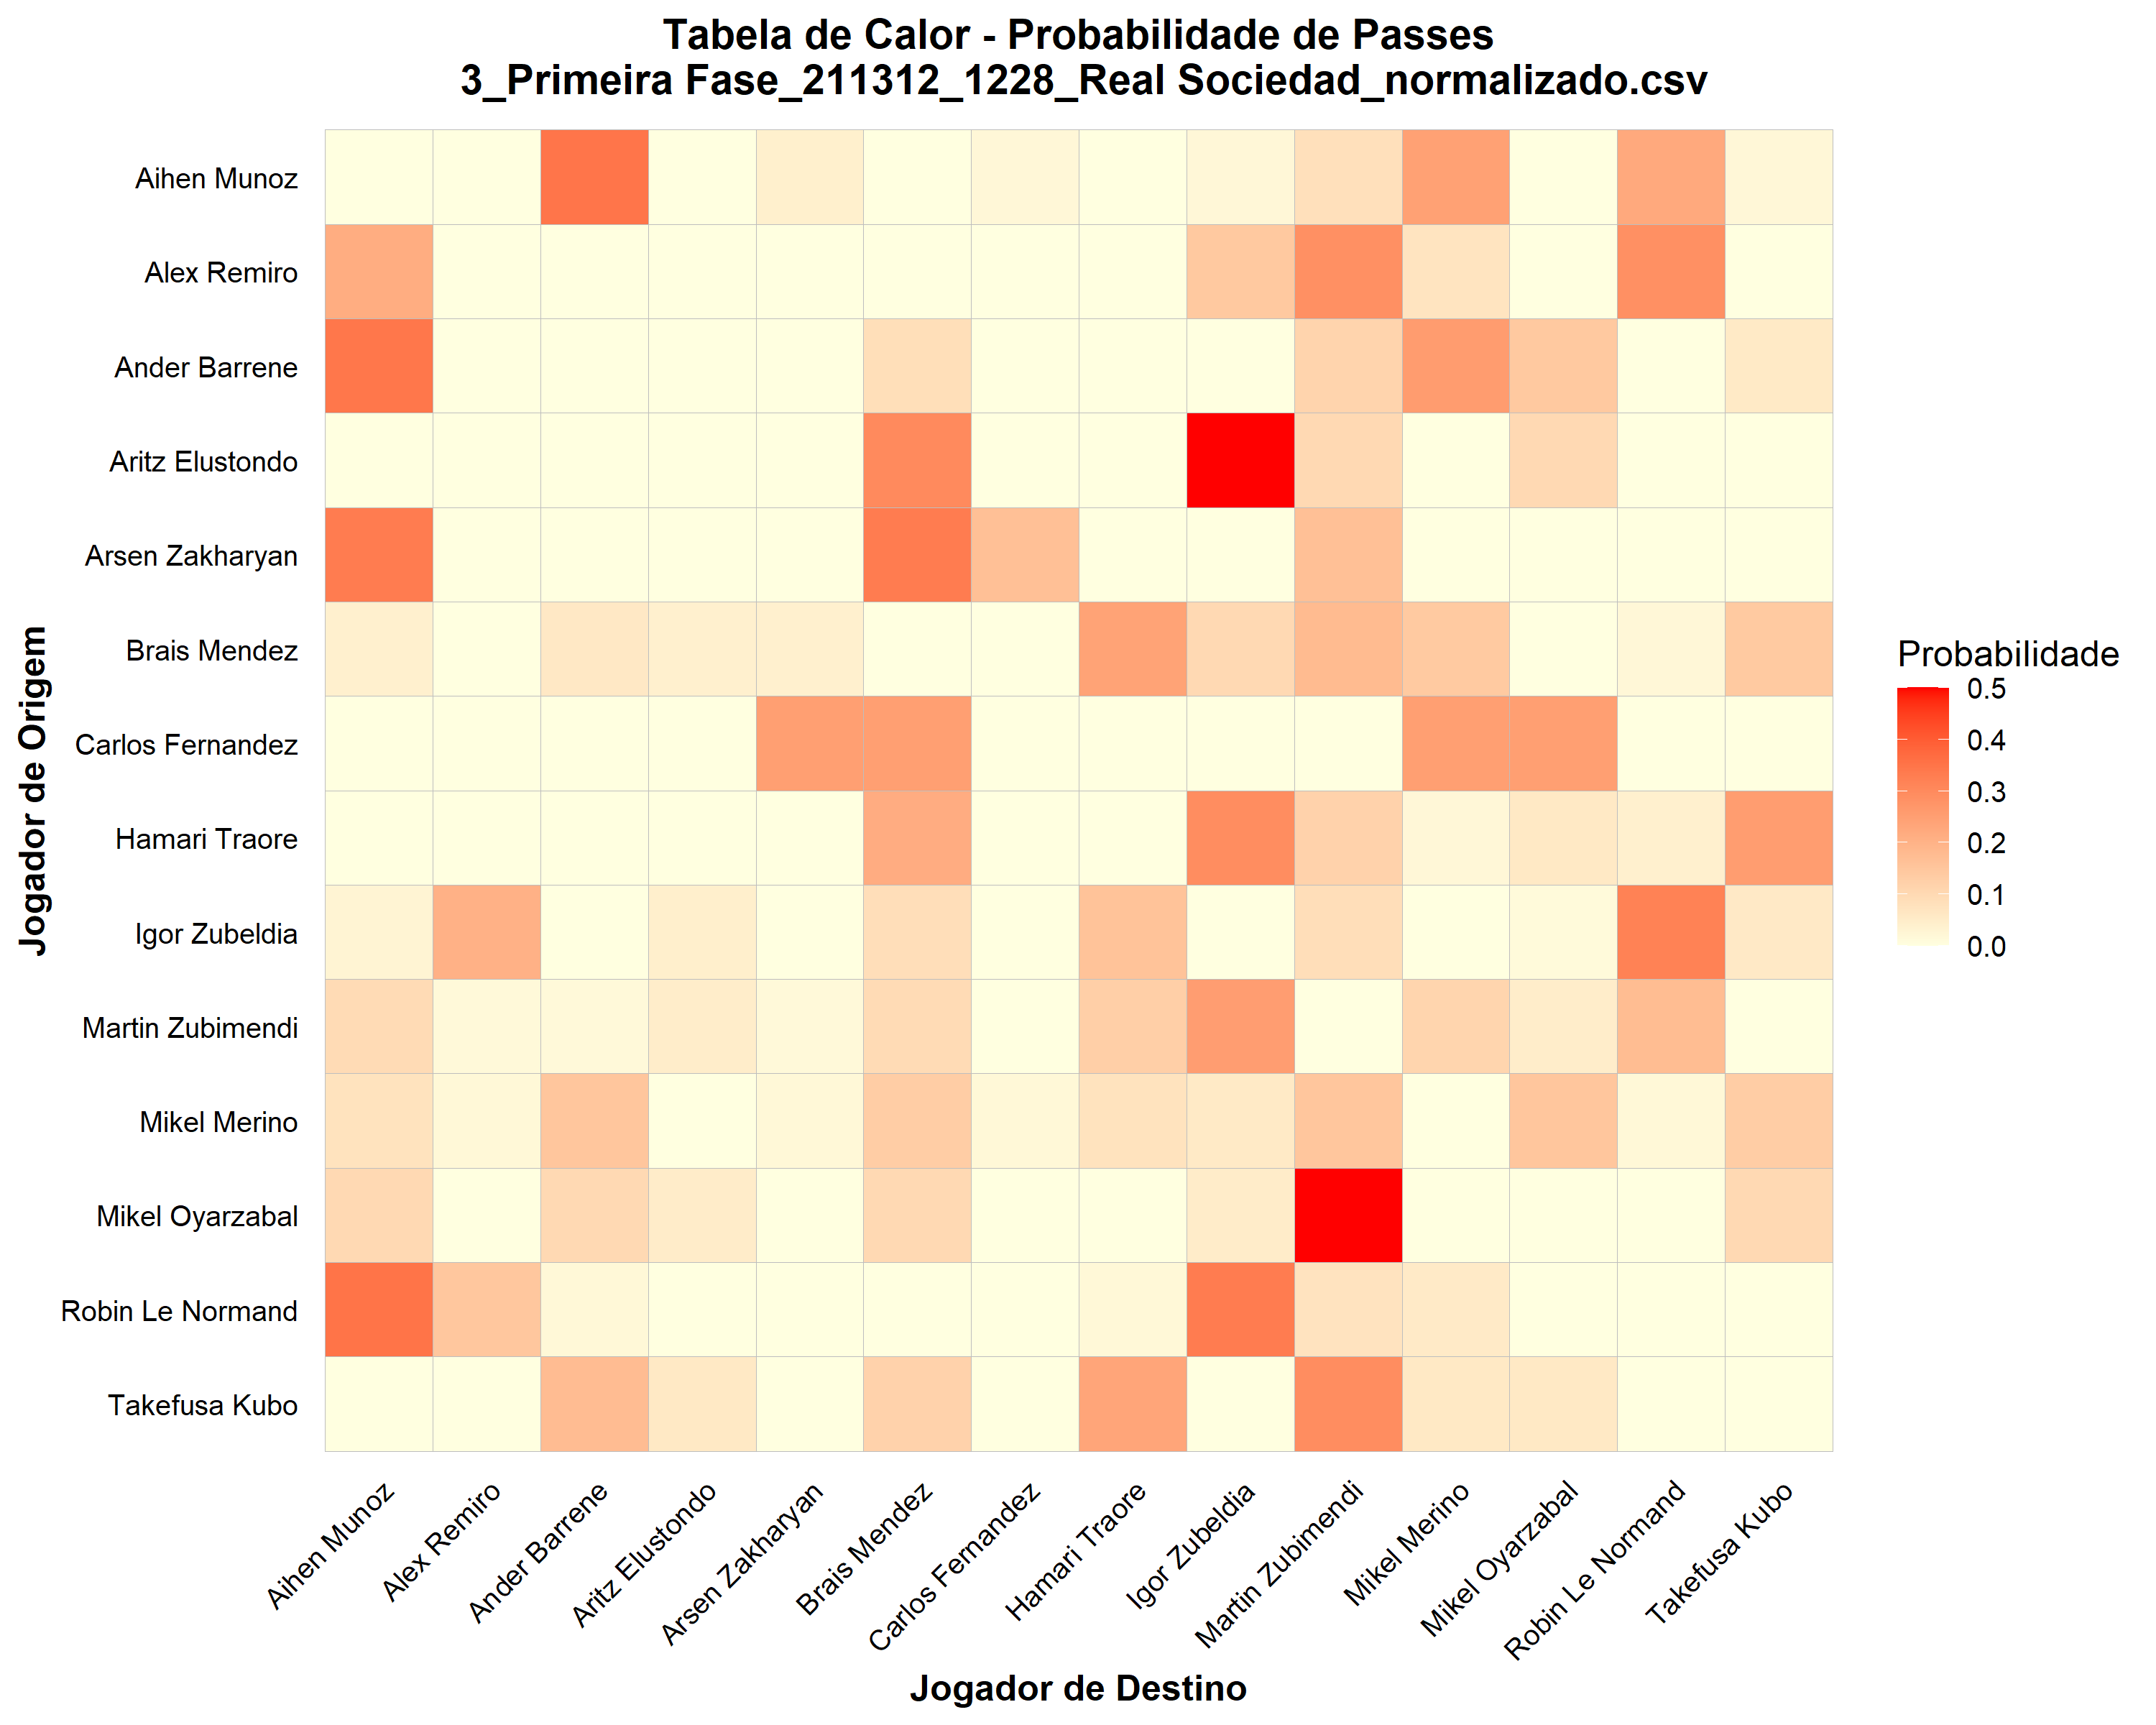 Tabela de Calor - Probabilidade de Passes
3_Primeira Fase_211312_1228_Real Sociedad_normalizado.csv
Jogador de Origem
Aihen Munoz
Alex Remiro
Ander Barrene
Aritz Elustondo
Arsen Zakharyan
Brais Mendez
Carlos Fernandez
Hamari Traore
Igor Zubeldia
Martin Zubimendi
Mikel Merino
Mikel Oyarzabal
Robin Le Normand
Takefusa Kubo
Aihen Munoz
Alex Remiro
Ander Barrene
Aritz Elustondo
Arsen Zakharyan
Brais Mendez
Carlos Fernandez
Hamari Traore
Igor Zubeldia
Martin Zubimendi
Mikel Merino
Mikel Oyarzabal
Robin Le Normand
Takefusa Kubo
Jogador de Destino
Probabilidade
0.5
0.4
0.3
0.2
0.1
0.0